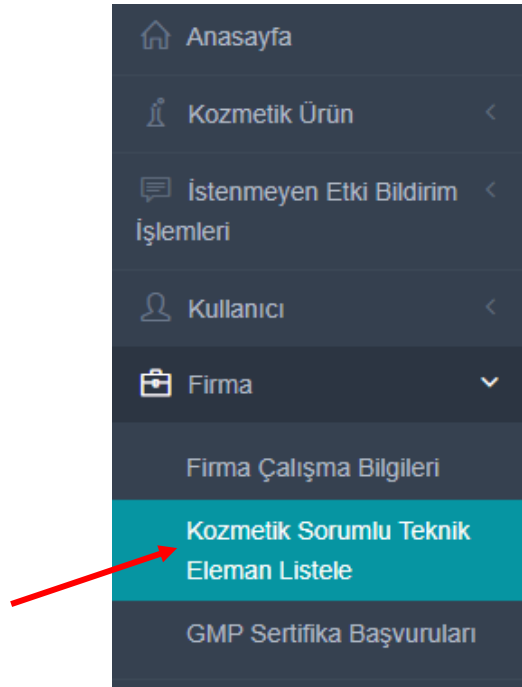 Anasayfa
Kozmetik Ürün
İstenmeyen Etki Bildirim
İşlemleri
Kullanıcı
Firma
Firma Çalışma Bilgileri
Kozmetik Sorumlu Teknik
Eleman Listele
GMP Sertifika Başvuruları